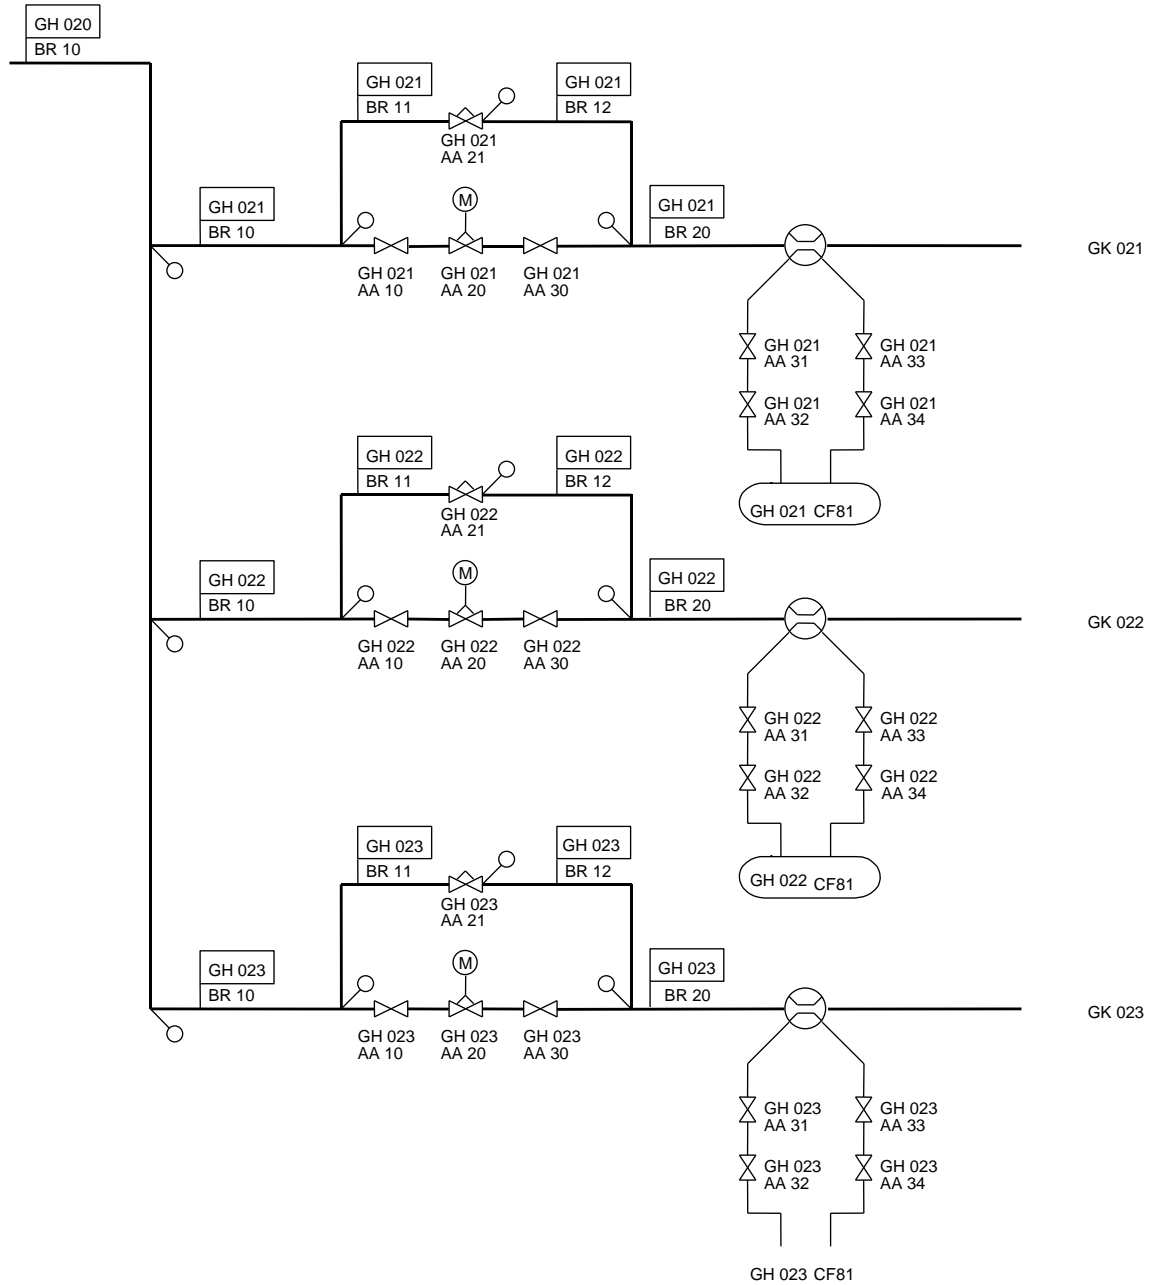 GH 020
BR 10
GH 021
BR 11
GH 021
BR 12
GH 021
AA 21
GH 021
BR 10
M
GH 021
BR 20
GH 021
AA 10
GH 021
AA 20
GH 021
AA 30
GK 021
GH 021
AA 31
GH 021
AA 33
GH 021
AA 32
GH 021
AA 34
GH 021 CF81
GH 022
BR 11
GH 022
BR 12
GH 022
AA 21
GH 022
BR 10
M
GH 022
BR 20
GH 022
AA 10
GH 022
AA 20
GH 022
AA 30
GK 022
GH 022
AA 31
GH 022
AA 33
GH 022
AA 32
GH 022
AA 34
GH 022 CF81
GH 023
BR 11
GH 023
BR 12
GH 023
AA 21
GH 023
BR 10
M
GH 023
BR 20
GH 023
AA 10
GH 023
AA 20
GH 023
AA 30
GK 023
GH 023
AA 31
GH 023
AA 33
GH 023
AA 32
GH 023
AA 34
GH 023 CF81